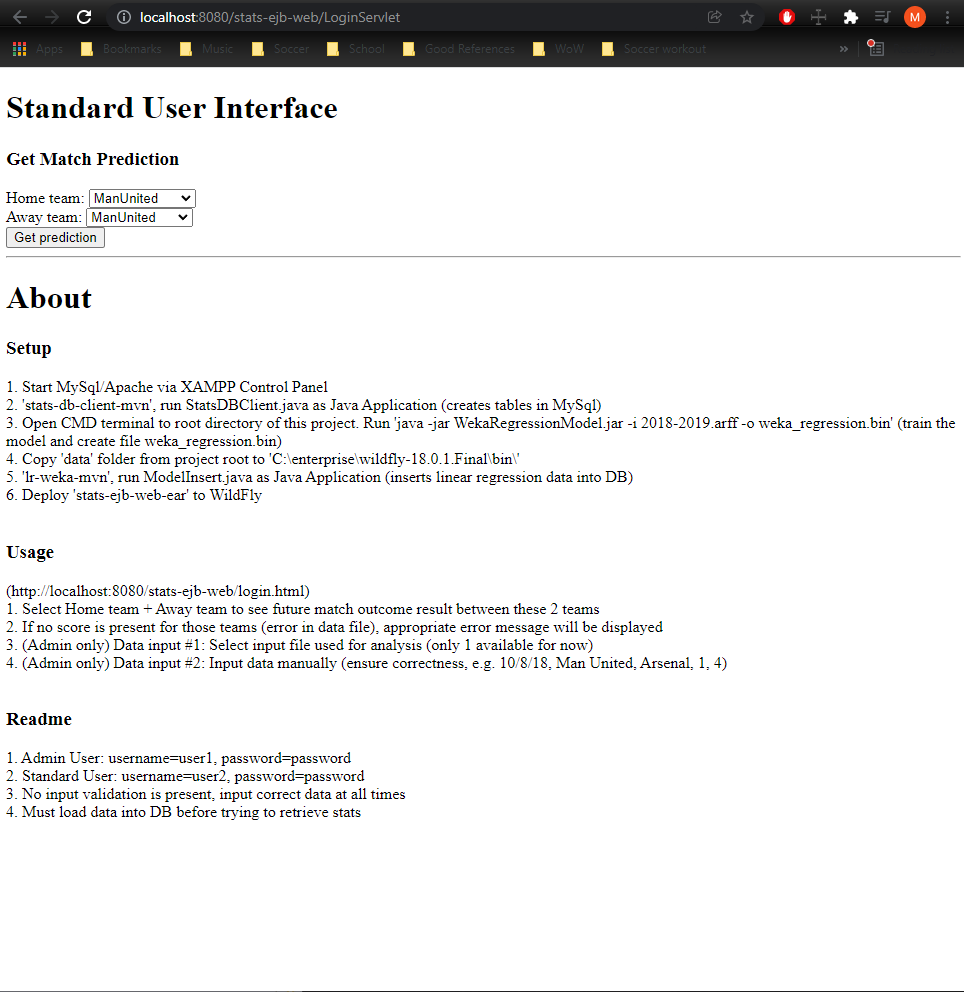 localhost:8080/stats-ejb-web/LoginServlet
M
Apps Bookmarks Music Soccer School Good References WoW Soccer workout »
Standard User Interface
Get Match Prediction
Home team: ManUnited
Away team: ManUnited
Get prediction
About
Setup
1. Start MySql/Apache via XAMPP Control Panel
2. 'stats-db-client-mvn', run StatsDBClient.java as Java Application (creates tables in MySql)
3. Open CMD terminal to root directory of this project. Run 'java -jar WekaRegressionModel.jar -i 2018-2019.arff -o weka_regression.bin' (train the
model and create file weka_regression.bin)
4. Copy 'data' folder from project root to 'C:\enterprise\wildfly-18.0.1.Final\bin\'
5. 'lr-weka-mvn', run ModelInsert.java as Java Application (inserts linear regression data into DB)
6. Deploy 'stats-ejb-web-ear' to WildFly
Usage
(http://localhost:8080/stats-ejb-web/login.html)
1. Select Home team + Away team to see future match outcome result between these 2 teams
2. If no score is present for those teams (error in data file), appropriate error message will be displayed
3. (Admin only) Data input #1: Select input file used for analysis (only 1 available for now)
4. (Admin only) Data input #2: Input data manually (ensure correctness, e.g. 10/8/18, Man United, Arsenal, 1, 4)
Readme
1. Admin User: username=user1, password=password
2. Standard User: username=user2, password=password
3. No input validation is present, input correct data at all times
4. Must load data into DB before trying to retrieve stats